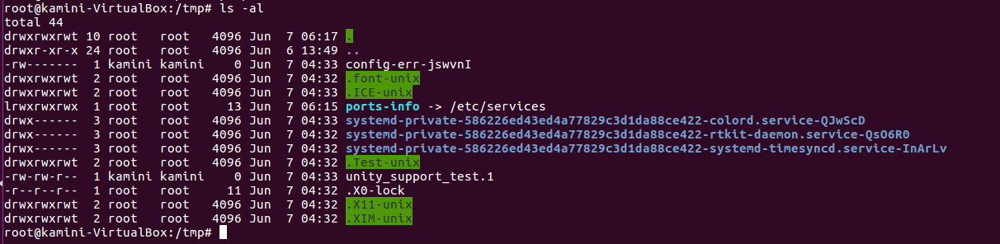 root@kamini-VirtualBox:/tmp# ls -al
total 44
drwxrwxrwt 10 root   root   4096 Jun  7 06:17 .
drwxr-xr-x 24 root   root   4096 Jun  6 13:49 ..
-rw-------  1 kamini kamini    0 Jun  7 04:33 config-err-jswvnI
drwxrwxrwt  2 root   root   4096 Jun  7 04:32 .font-unix
drwxrwxrwt  2 root   root   4096 Jun  7 04:33 .ICE-unix
lrwxrwxrwx  1 root   root     13 Jun  7 06:15 ports-info -> /etc/services
drwx------  3 root   root   4096 Jun  7 04:33 systemd-private-586226ed43ed4a77829c3d1da88ce422-colord.service-QJwScD
drwx------  3 root   root   4096 Jun  7 04:32 systemd-private-586226ed43ed4a77829c3d1da88ce422-rtkit-daemon.service-QsO6R0
drwx------  3 root   root   4096 Jun  7 04:32 systemd-private-586226ed43ed4a77829c3d1da88ce422-systemd-timesyncd.service-InArLv
drwxrwxrwt  2 root   root   4096 Jun  7 04:32 .Test-unix
-rw-rw-r--  1 kamini kamini    0 Jun  7 04:33 unity_support_test.1
-r--r--r--  1 root   root     11 Jun  7 04:32 .X0-lock
drwxrwxrwt  2 root   root   4096 Jun  7 04:32 .X11-unix
drwxrwxrwt  2 root   root   4096 Jun  7 04:32 .XIM-unix
root@kamini-VirtualBox:/tmp#